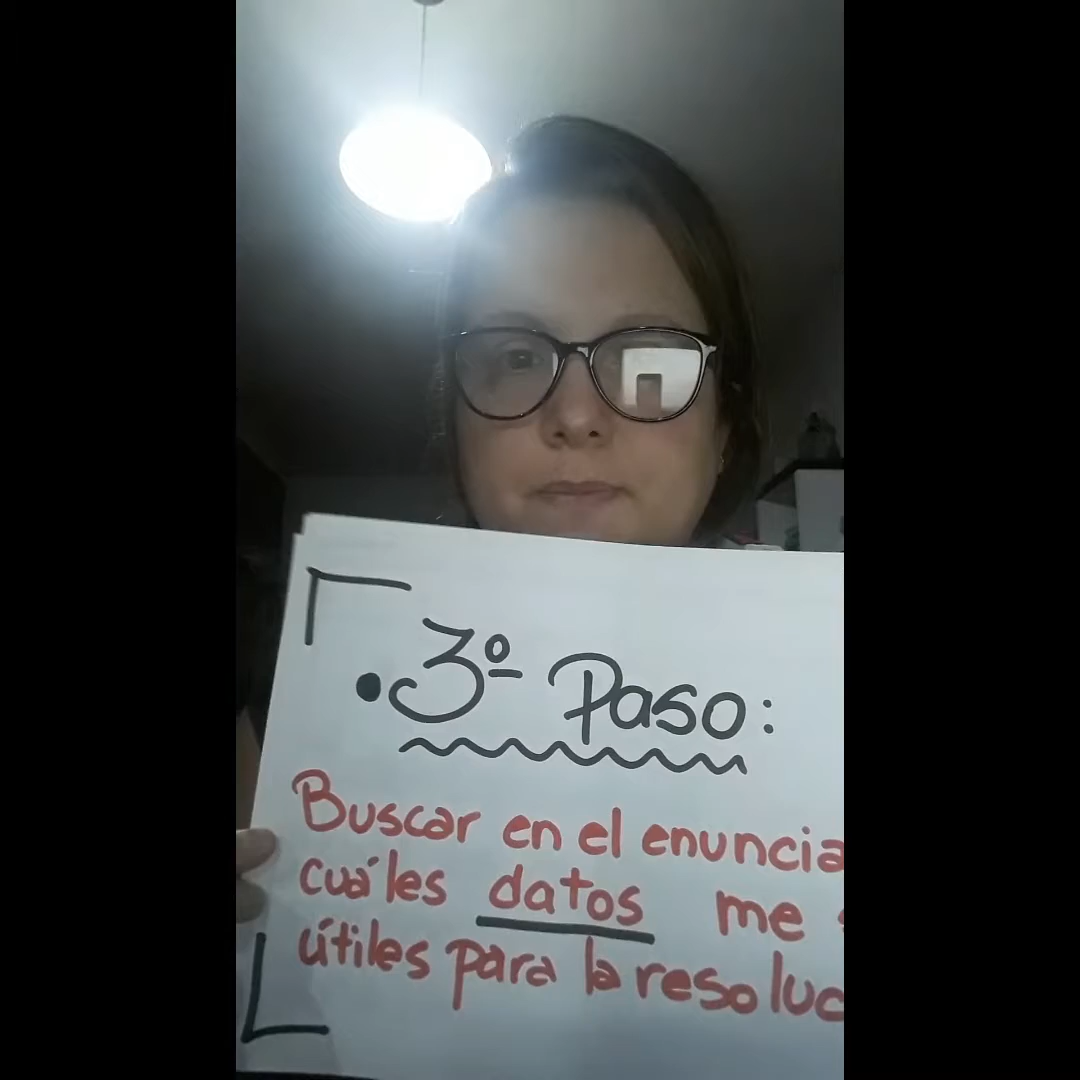 • 3º Paso:
Buscar en el enuncia
cuáles datos me
útiles para la resoluc